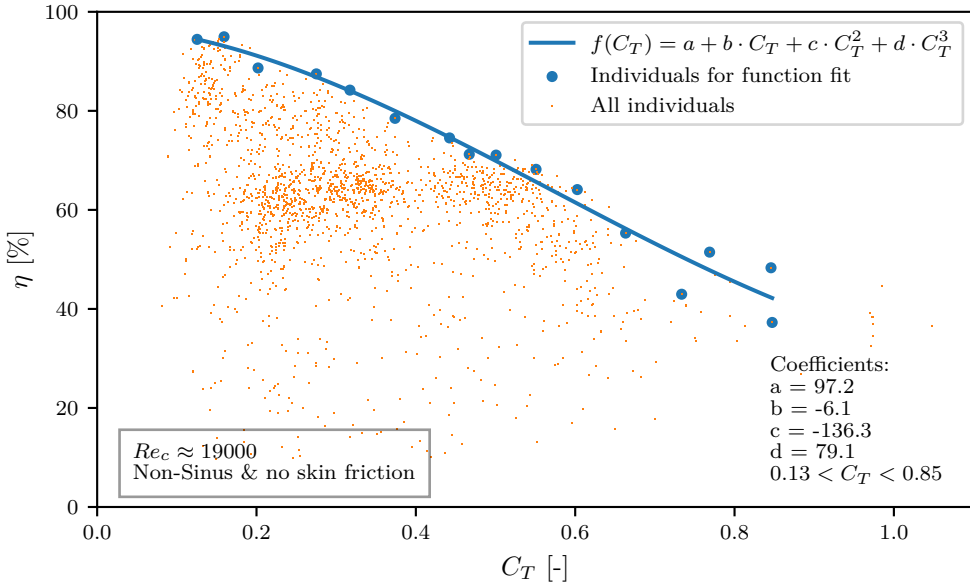 100
80
60
40
20
0
η [%]
0.0
0.2
0.4
0.6
0.8
1.0
C_T [-]
f(C_T) = a + b · C_T + c · C_T^2 + d · C_T^3
Individuals for function fit
All individuals
Coefficients:
a = 97.2
b = -6.1
c = -136.3
d = 79.1
0.13 < C_T < 0.85
Re_c ≈ 19000
Non-Sinus & no skin friction